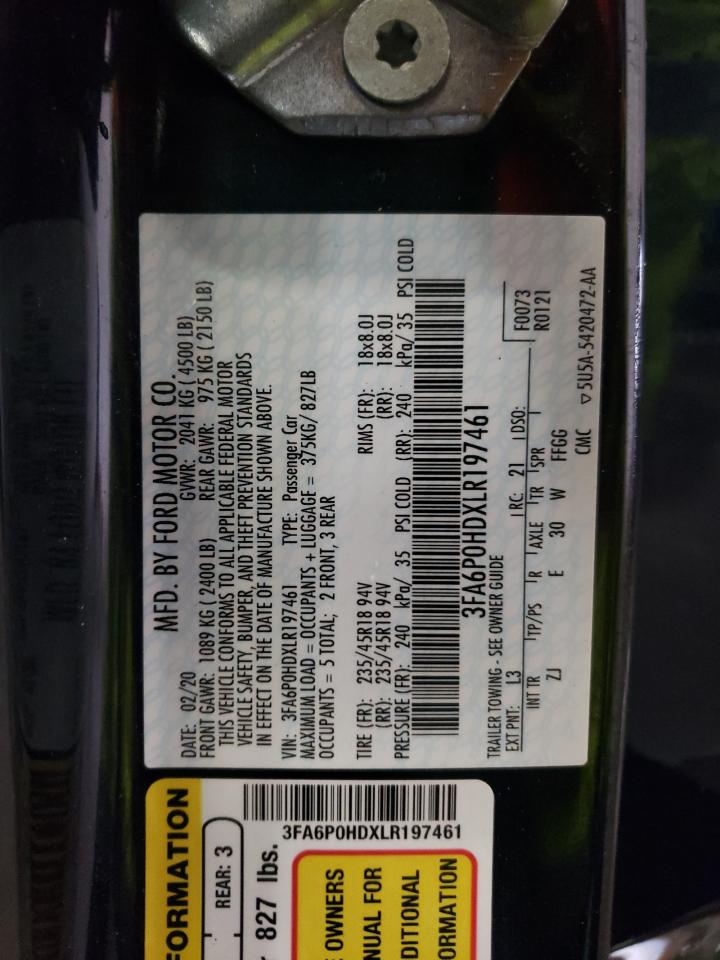 MFD. BY FORD MOTOR CO.
DATE: 02/20 GVWR: 2041 KG ( 4500 LB)
FRONT GAWR: 1089 KG ( 2400 LB) REAR GAWR: 975 KG ( 2150 LB)
THIS VEHICLE CONFORMS TO ALL APPLICABLE FEDERAL MOTOR
VEHICLE SAFETY, BUMPER, AND THEFT PREVENTION STANDARDS
IN EFFECT ON THE DATE OF MANUFACTURE SHOWN ABOVE.
VIN: 3FA6P0HDXLR197461 TYPE: Passenger Car
MAXIMUM LOAD = OCCUPANTS + LUGGAGE = 375KG/ 827LB
OCCUPANTS = 5 TOTAL; 2 FRONT, 3 REAR
TIRE (FR): 235/45R18 94V RIMS (FR): 18x8.0J
(RR): 235/45R18 94V (RR): 18x8.0J
PRESSURE (FR): 240 kPa/ 35 PSI COLD (RR): 240 kPa/ 35 PSI COLD
3FA6P0HDXLR197461
TRAILER TOWING - SEE OWNER GUIDE
EXT PNT: L3 RC: 21 DSO: F0073
INT TR TP/PS R AXLE TR SPR R0121
ZJ E 30 W FFGG
CMC ▽5U5A-5420472-AA
FORMATION
REAR: 3
827 lbs.
3FA6P0HDXLR197461
OWNERS
NUAL FOR
DITIONAL
ORMATION